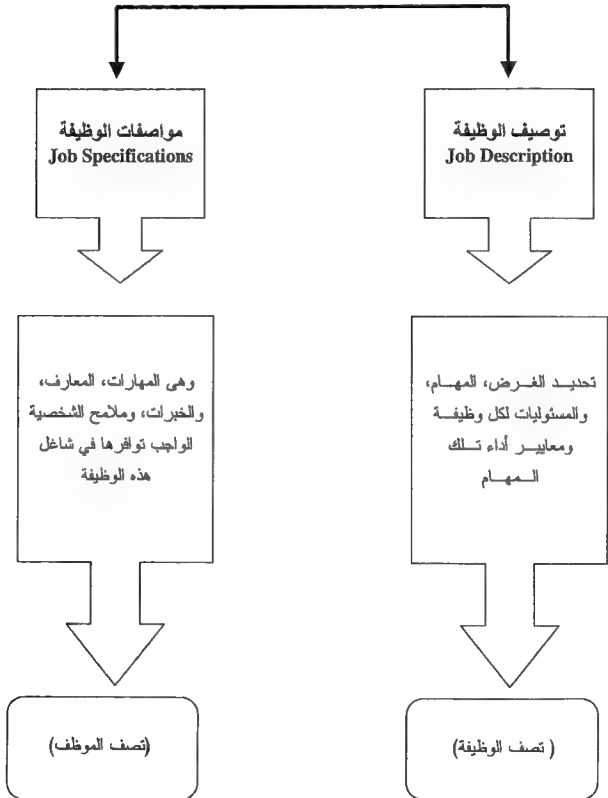 توصيف الوظيفة
Job Description
مواصفات الوظيفة
Job Specifications
تحديد الغرض، المهام،
والمسئوليات لكل وظيفة
ومعايير أداء تلك
المهام
وهى المهارات، المعارف،
والخبرات، وملامح الشخصية
الواجب توافرها في شاغل
هذه الوظيفة
( تصف الوظيفة)
(تصف الموظف)